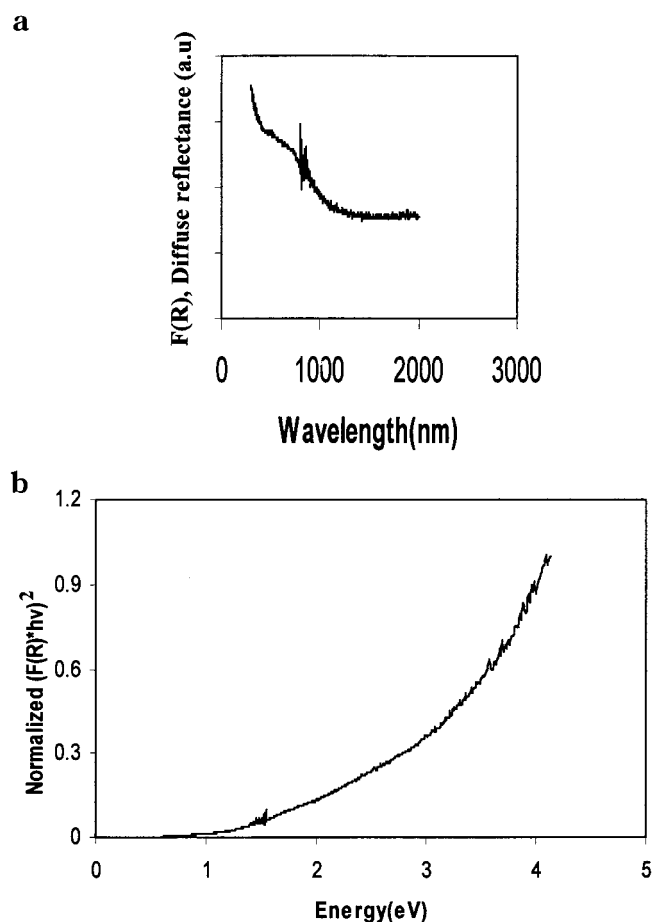 a
F(R), Diffuse reflectance (a.u)
0 1000 2000 3000
Wavelength(nm)
b
Normalized (F(R)*hv)²
1.2
0.9
0.6
0.3
0
0 1 2 3 4 5
Energy(eV)